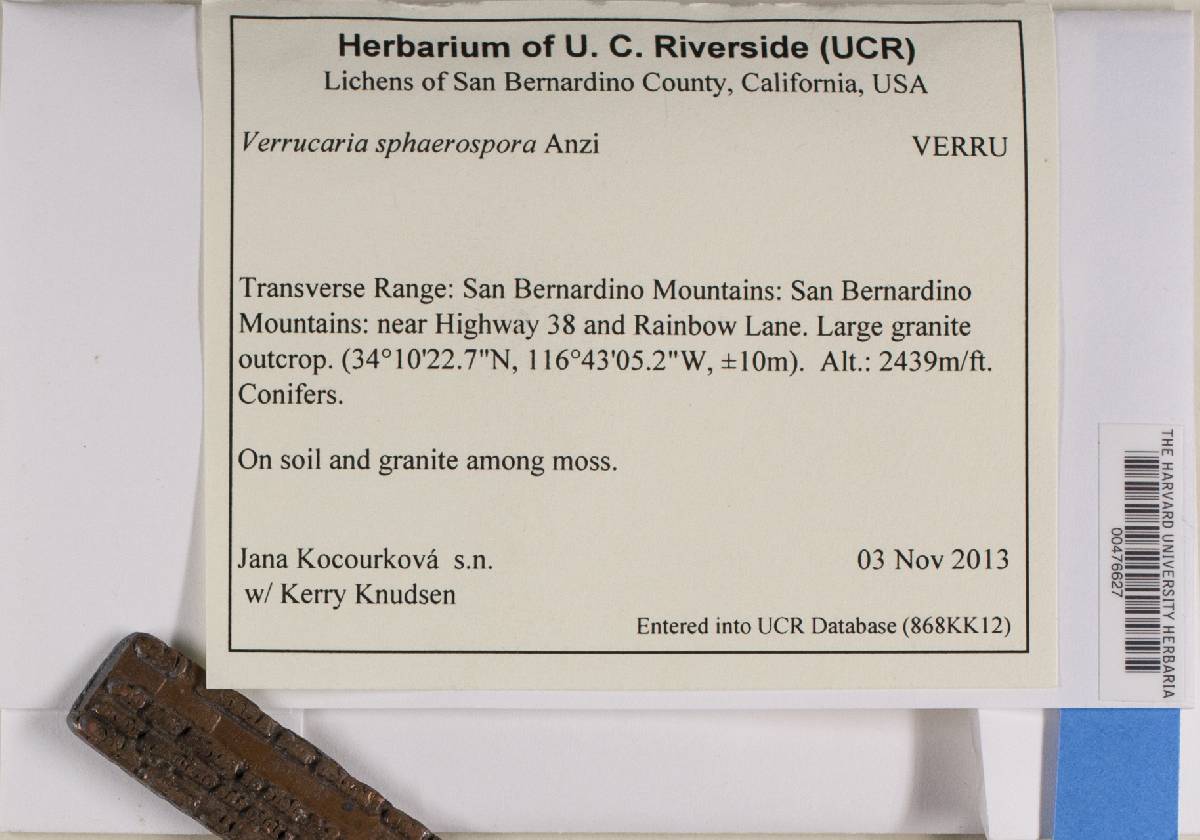 Herbarium of U. C. Riverside (UCR)
Lichens of San Bernardino County, California, USA
Verrucaria sphaerospora Anzi VERRU
Transverse Range: San Bernardino Mountains: San Bernardino
Mountains: near Highway 38 and Rainbow Lane. Large granite
outcrop. (34°10'22.7"N, 116°43'05.2"W, ±10m). Alt.: 2439m/ft.
Conifers.
On soil and granite among moss.
Jana Kocourková s.n. 03 Nov 2013
w/ Kerry Knudsen
Entered into UCR Database (868KK12)
THE HARVARD UNIVERSITY HERBARIA
00476627